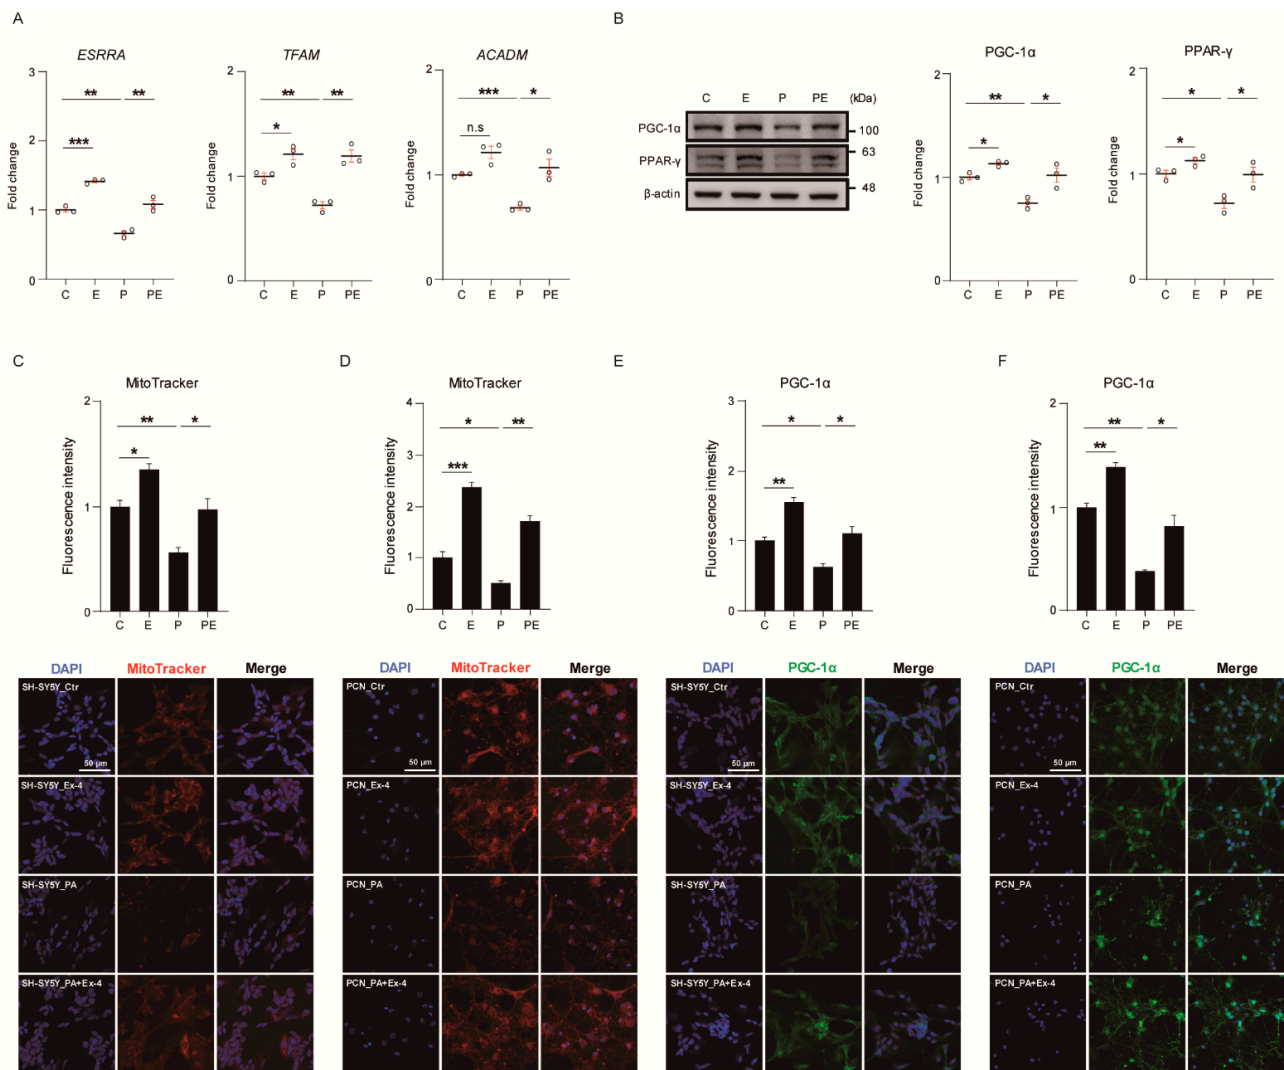 A
B
ESRRA
TFAM
ACADM
PGC-1α
PPAR-γ
Fold change
3
2
1
0
** **
***
C E P PE
Fold change
2
1
0
** **
*
C E P PE
Fold change
2
1
0
*** *
n.s
C E P PE
C E P PE (kDa)
PGC-1α 100
PPAR-γ 63
β-actin 48
Fold change
2
1
0
** *
*
C E P PE
Fold change
2
1
0
* *
*
C E P PE
C
MitoTracker
Fluorescence intensity
2
1
0
** *
*
C E P PE
D
MitoTracker
Fluorescence intensity
4
2
2
0
* **
***
C E P PE
E
PGC-1α
Fluorescence intensity
3
2
1
0
* *
**
C E P PE
F
PGC-1α
Fluorescence intensity
2
1
0
** *
**
C E P PE
DAPI MitoTracker Merge
SH-SY5Y_Ctr
50 μm
SH-SY5Y_Ex-4
SH-SY5Y_PA
SH-SY5Y_PA+Ex-4
DAPI MitoTracker Merge
PCN_Ctr
50 μm
PCN_Ex-4
PCN_PA
PCN_PA+Ex-4
DAPI PGC-1α Merge
SH-SY5Y_Ctr
50 μm
SH-SY5Y_Ex-4
SH-SY5Y_PA
SH-SY5Y_PA+Ex-4
DAPI PGC-1α Merge
PCN_Ctr
50 μm
PCN_Ex-4
PCN_PA
PCN_PA+Ex-4